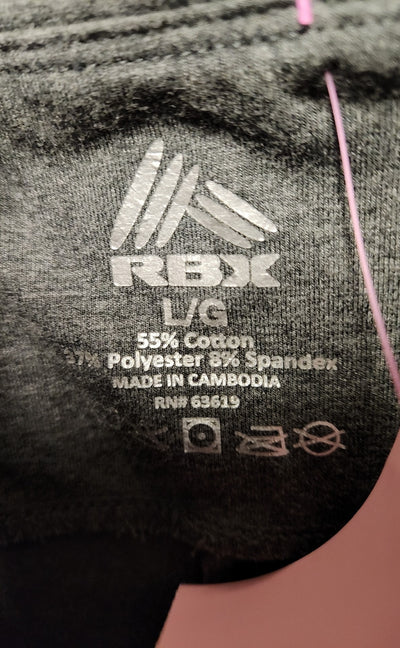 RBX
L/G
55% Cotton
Polyester 8% Spandex
MADE IN CAMBODIA
RN# 63619